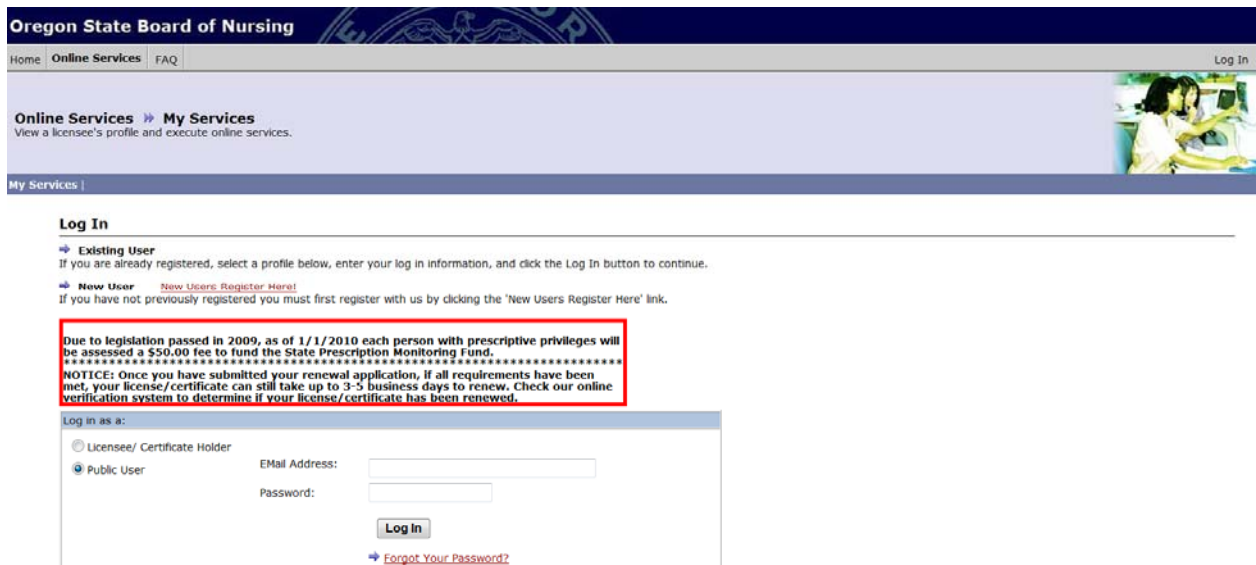 Oregon State Board of Nursing
Home Online Services FAQ Log In
Online Services » My Services
View a licensee's profile and execute online services.
My Services |
Log In
Existing User
If you are already registered, select a profile below, enter your log in information, and click the Log In button to continue.
New User New Users Register Here!
If you have not previously registered you must first register with us by clicking the 'New Users Register Here' link.
Due to legislation passed in 2009, as of 1/1/2010 each person with prescriptive privileges will
be assessed a $50.00 fee to fund the State Prescription Monitoring Fund.
******************************************************************************
NOTICE: Once you have submitted your renewal application, if all requirements have been
met, your license/certificate can still take up to 3-5 business days to renew. Check our online
verification system to determine if your license/certificate has been renewed.
Log in as a:
Licensee/ Certificate Holder
Public User EMail Address:
Password:
Log In
Forgot Your Password?